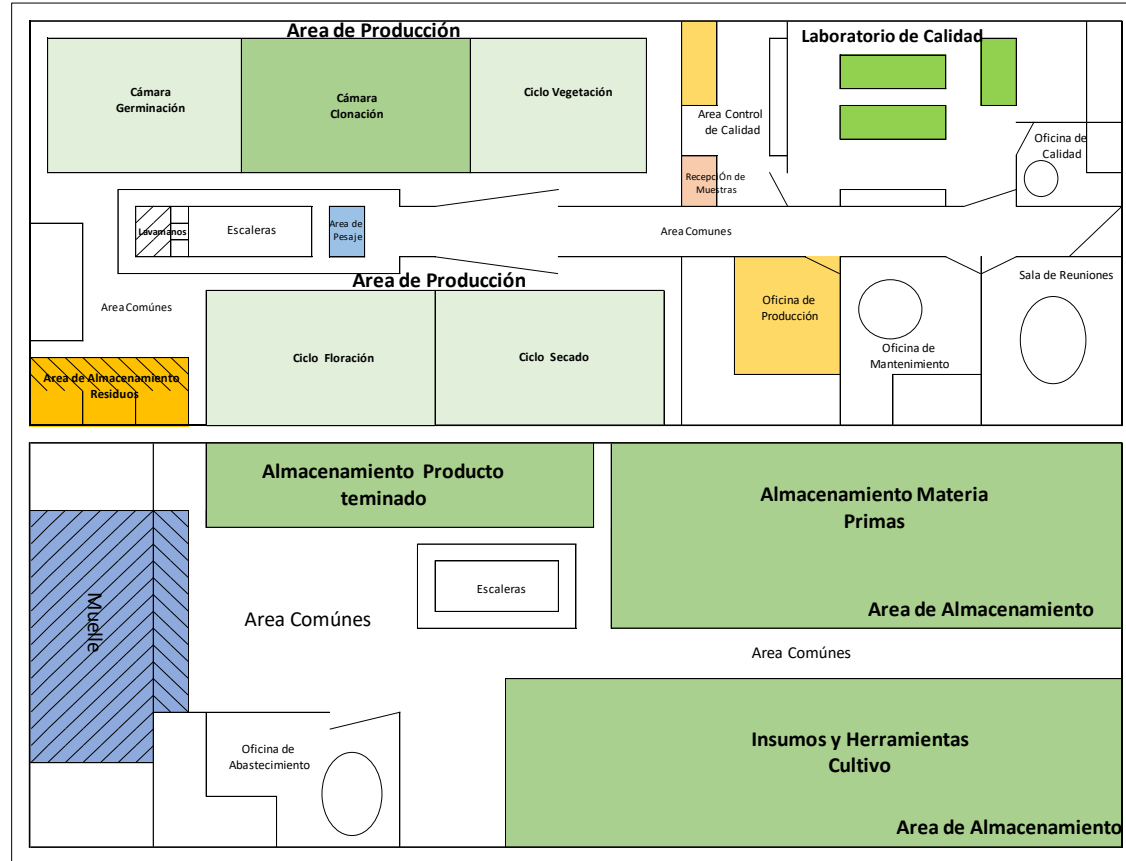 Area de Producción
Laboratorio de Calidad
Cámara
Germinación
Cámara
Clonación
Ciclo Vegetación
Area Control
de Calidad
Oficina de
Calidad
Recepción de
Muestras
Lavamanos
Escaleras
Area de
Pesaje
Area Comunes
Area de Producción
Sala de Reuniones
Area Comúnes
Oficina de
Producción
Ciclo Floración
Ciclo Secado
Oficina de
Mantenimiento
Area de Almacenamiento
Residuos
Almacenamiento Producto
teminado
Almacenamiento Materia
Primas
Escaleras
Muelle
Area Comúnes
Area de Almacenamiento
Area Comúnes
Oficina de
Abastecimiento
Insumos y Herramientas
Cultivo
Area de Almacenamiento